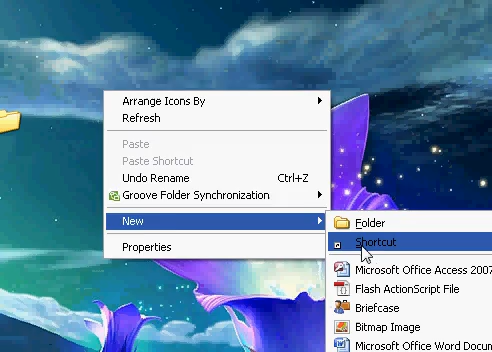 Arrange Icons By
Refresh
Paste
Paste Shortcut
Undo Rename Ctrl+Z
Groove Folder Synchronization
New
Properties
Folder
Shortcut
Microsoft Office Access 2007
Flash ActionScript File
Briefcase
Bitmap Image
Microsoft Office Word Docum